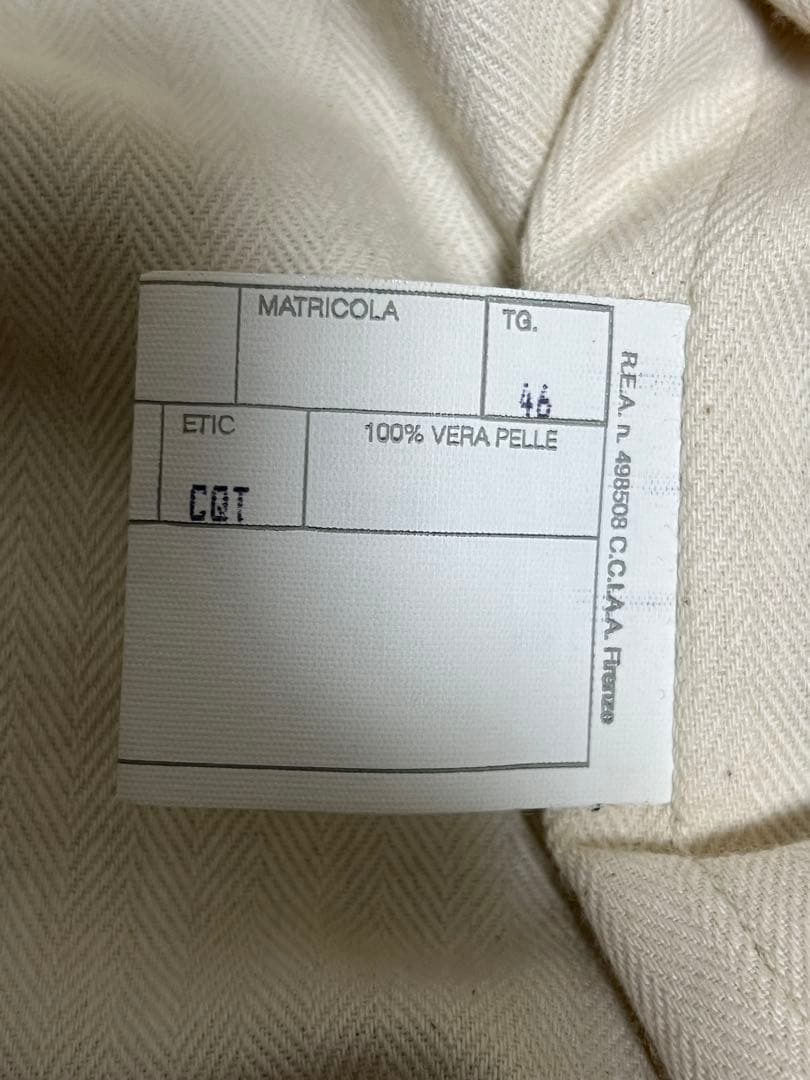 MATRICOLA
TG.
46
ETIC
100% VERA PELLE
CQT
R.E.A. n. 498508 C.C.I.A.A. Firenze